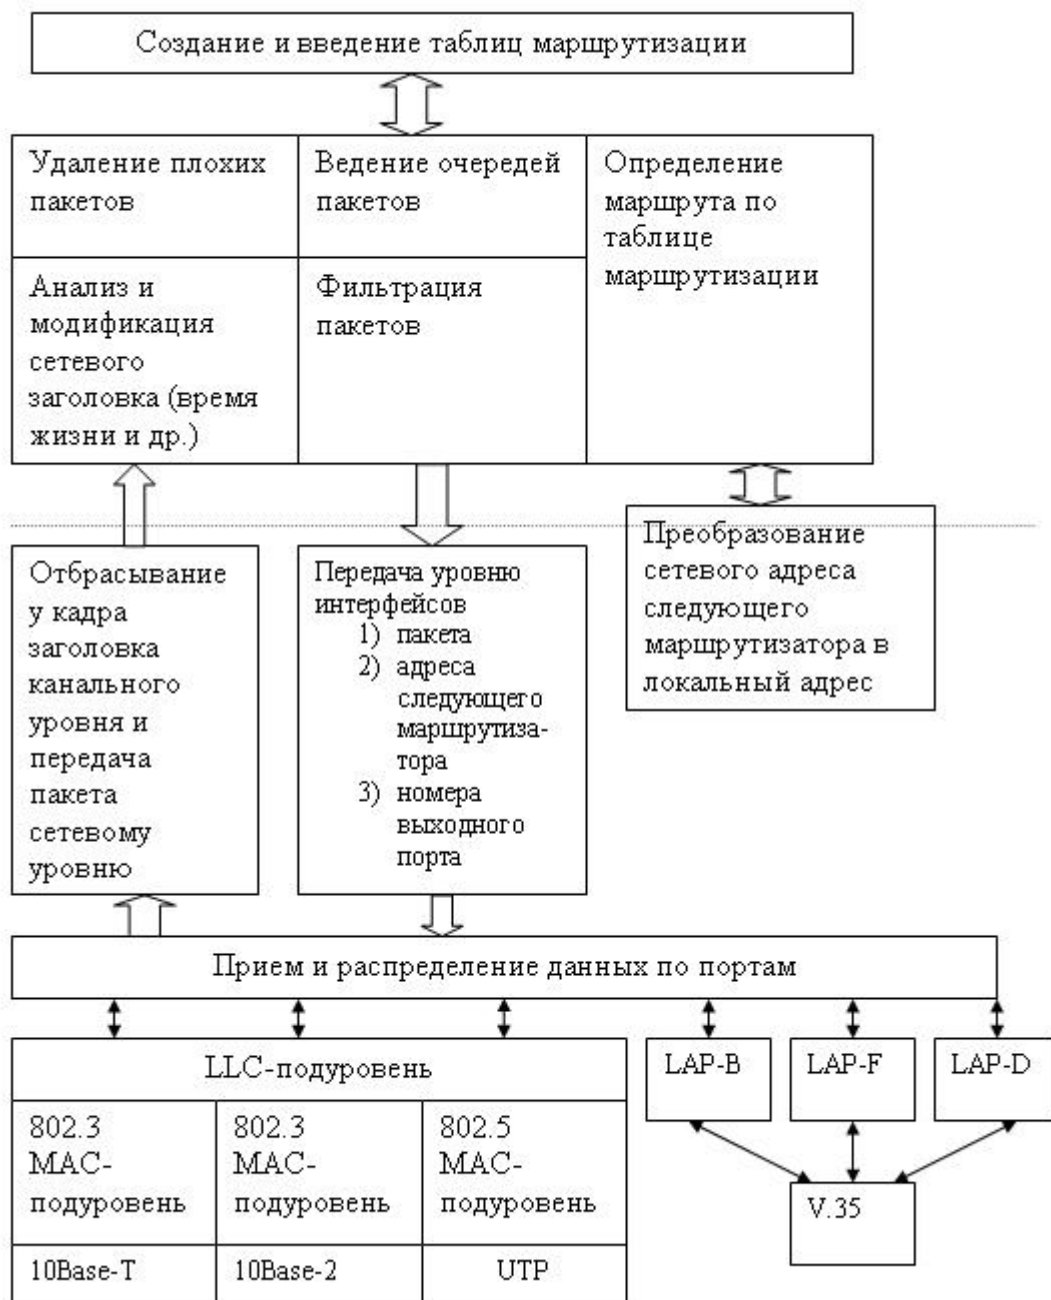 Создание и введение таблиц маршрутизации
Удаление плохих
пакетов
Ведение очередей
пакетов
Определение
маршрута по
таблице
маршрутизации
Анализ и
модификация
сетевого
заголовка (время
жизни и др.)
Фильтрация
пакетов
Отбрасывание
у кадра
заголовка
канального
уровня и
передача
пакета
сетевому
уровню
Передача уровню
интерфейсов
1) пакета
2) адреса
следующего
маршрутиза-
тора
3) номера
выходного
порта
Преобразование
сетевого адреса
следующего
маршрутизатора в
локальный адрес
Прием и распределение данных по портам
LLC-подуровень
802.3
MAC-
подуровень
802.3
MAC-
подуровень
802.5
MAC-
подуровень
10Base-T
10Base-2
UTP
LAP-B
LAP-F
LAP-D
V.35